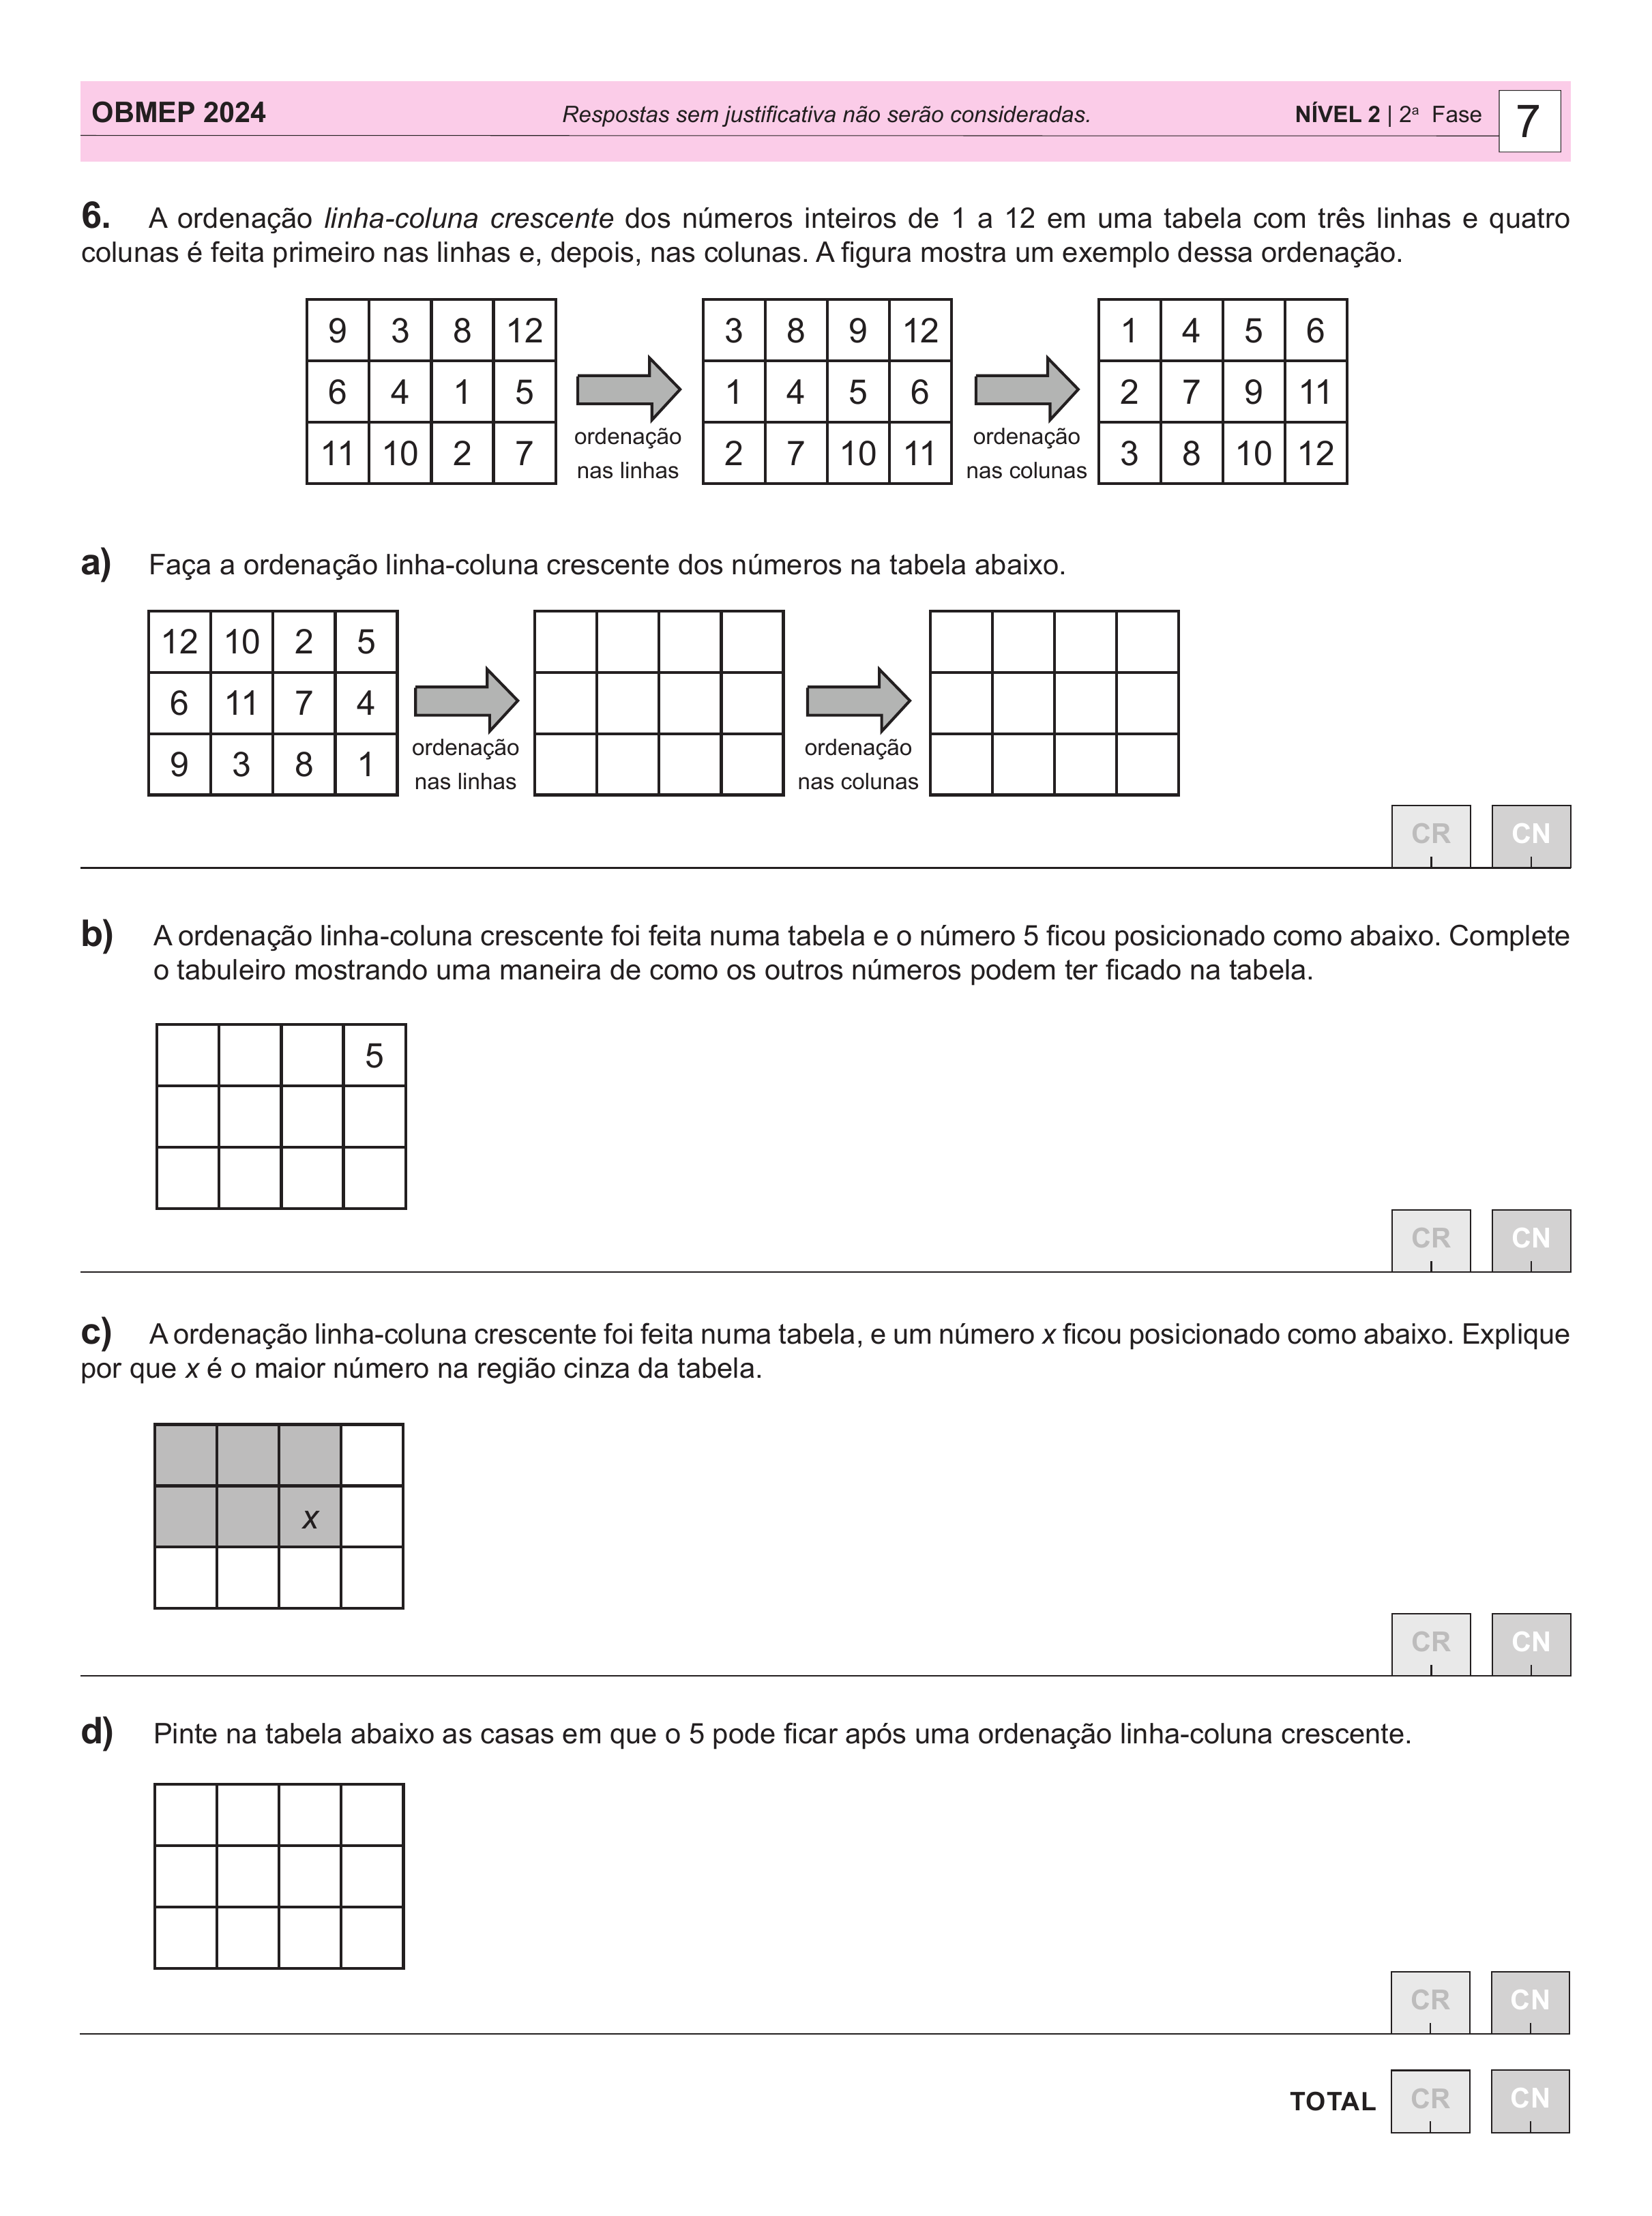 OBMEP 2024 Respostas sem justificativa não serão consideradas. NÍVEL 2 | 2ª Fase 7
6. A ordenação linha-coluna crescente dos números inteiros de 1 a 12 em uma tabela com três linhas e quatro
colunas é feita primeiro nas linhas e, depois, nas colunas. A figura mostra um exemplo dessa ordenação.
9 3 8 12 3 8 9 12 1 4 5 6
6 4 1 5 1 4 5 6 2 7 9 11
ordenação ordenação
11 10 2 7 nas linhas 2 7 10 11 nas colunas 3 8 10 12
a) Faça a ordenação linha-coluna crescente dos números na tabela abaixo.
12 10 2 5
6 11 7 4
ordenação ordenação
9 3 8 1 nas linhas nas colunas
CR CN
b) A ordenação linha-coluna crescente foi feita numa tabela e o número 5 ficou posicionado como abaixo. Complete
o tabuleiro mostrando uma maneira de como os outros números podem ter ficado na tabela.
5
CR CN
c) A ordenação linha-coluna crescente foi feita numa tabela, e um número x ficou posicionado como abaixo. Explique
por que x é o maior número na região cinza da tabela.
x
CR CN
d) Pinte na tabela abaixo as casas em que o 5 pode ficar após uma ordenação linha-coluna crescente.
CR CN
TOTAL CR CN